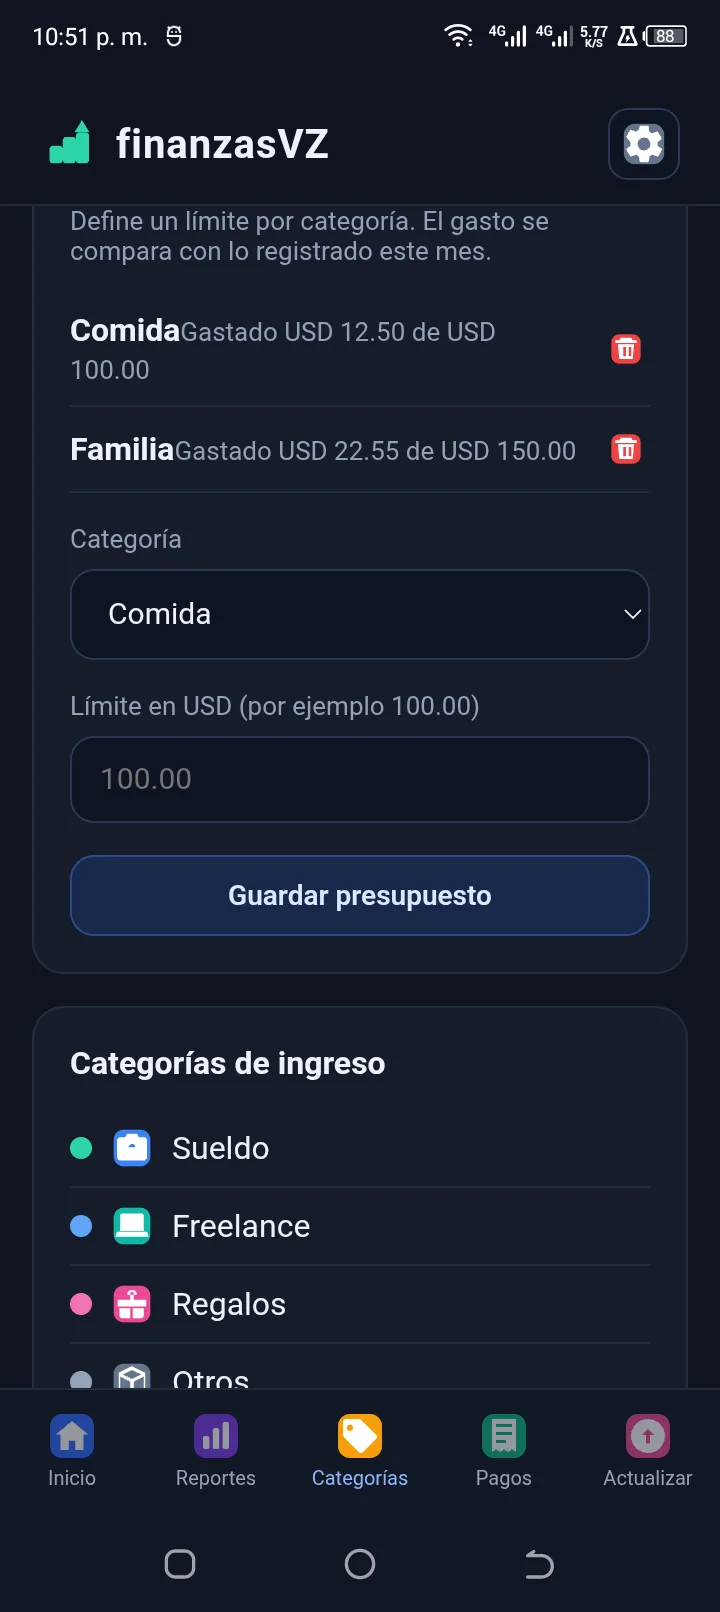 10:51 p. m.
4G 4G 5.77 K/S 88
finanzasVZ
Define un límite por categoría. El gasto se
compara con lo registrado este mes.
ComidaGastado USD 12.50 de USD
100.00
FamiliaGastado USD 22.55 de USD 150.00
Categoría
Comida
Límite en USD (por ejemplo 100.00)
100.00
Guardar presupuesto
Categorías de ingreso
Sueldo
Freelance
Regalos
Otros
Inicio Reportes Categorías Pagos Actualizar